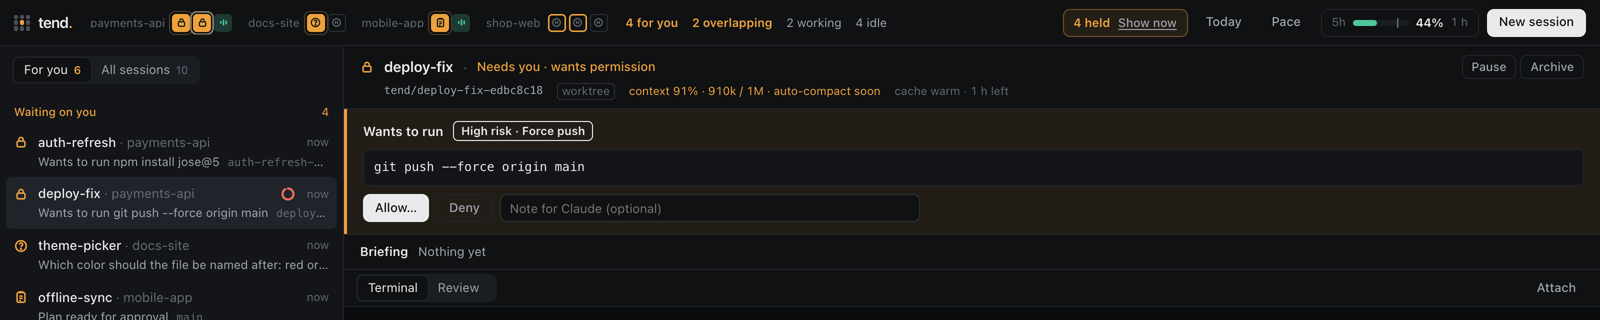 tend. payments-api docs-site mobile-app shop-web 4 for you 2 overlapping 2 working 4 idle 4 held Show now Today Pace 5h 44% 1 h New session
For you 6 All sessions 10
Waiting on you 4
auth-refresh · payments-api now
Wants to run npm install jose@5 auth-refresh-…
deploy-fix · payments-api now
Wants to run git push --force origin main deploy…
theme-picker · docs-site now
Which color should the file be named after: red or…
offline-sync · mobile-app now
Plan ready for approval main
deploy-fix · Needs you · wants permission Pause Archive
tend/deploy-fix-edbc8c18 worktree context 91% · 910k / 1M · auto-compact soon cache warm · 1 h left
Wants to run High risk · Force push
git push --force origin main
Allow... Deny Note for Claude (optional)
Briefing Nothing yet
Terminal Review Attach